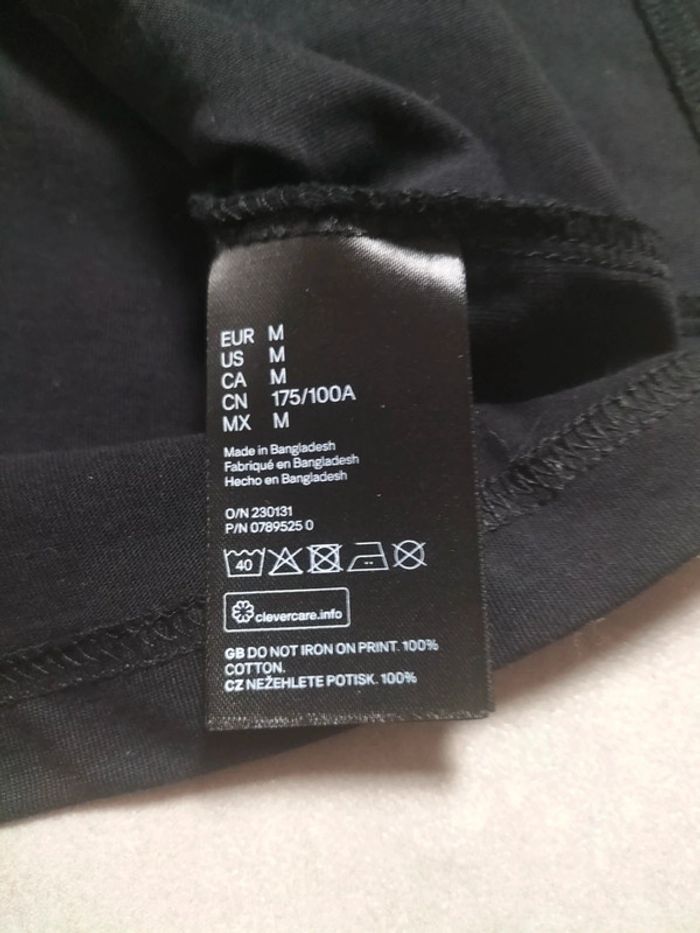 EUR M
US M
CA M
CN 175/100A
MX M
Made in Bangladesh
Fabriqué en Bangladesh
Hecho en Bangladesh
O/N 230131
P/N 0789525 0
40
clevercare.info
GB DO NOT IRON ON PRINT. 100%
COTTON.
CZ NEŽEHLETE POTISK. 100%